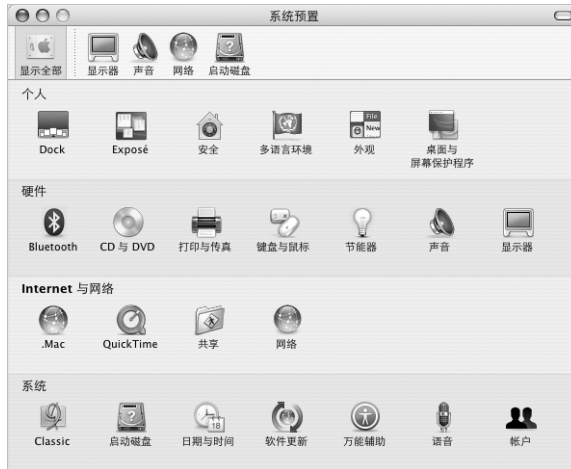 系统预置
显示全部 显示器 声音 网络 启动磁盘
个人
Dock Exposé 安全 多语言环境 外观 桌面与
屏幕保护程序
File
New
硬件
Bluetooth CD 与 DVD 打印与传真 键盘与鼠标 节能器 声音 显示器
Internet 与网络
.Mac QuickTime 共享 网络
系统
18
Classic 启动磁盘 日期与时间 软件更新 万能辅助 语音 帐户